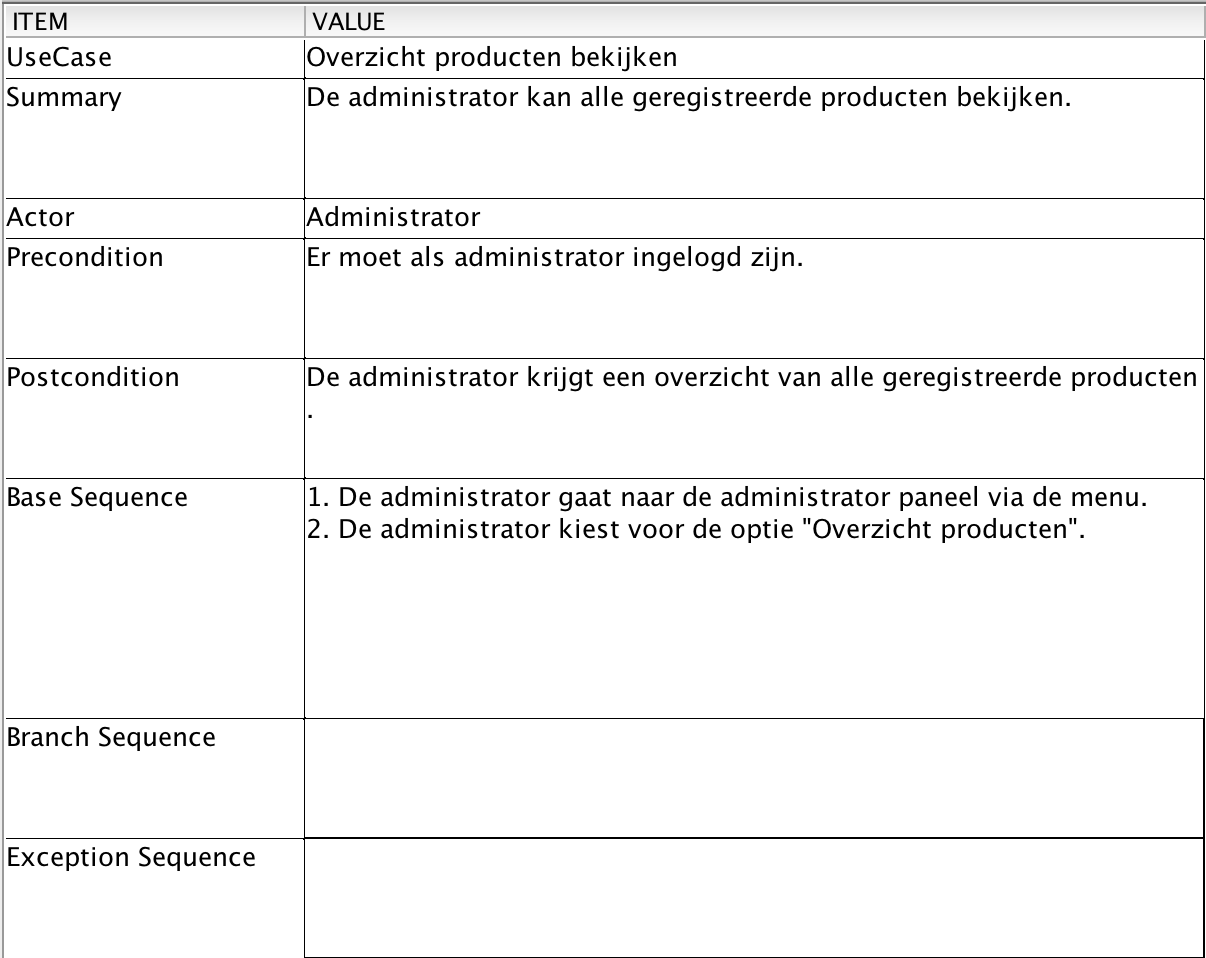 ITEM VALUE
UseCase Overzicht producten bekijken
Summary De administrator kan alle geregistreerde producten bekijken.
Actor Administrator
Precondition Er moet als administrator ingelogd zijn.
Postcondition De administrator krijgt een overzicht van alle geregistreerde producten
.
Base Sequence 1. De administrator gaat naar de administrator paneel via de menu.
2. De administrator kiest voor de optie "Overzicht producten".
Branch Sequence
Exception Sequence